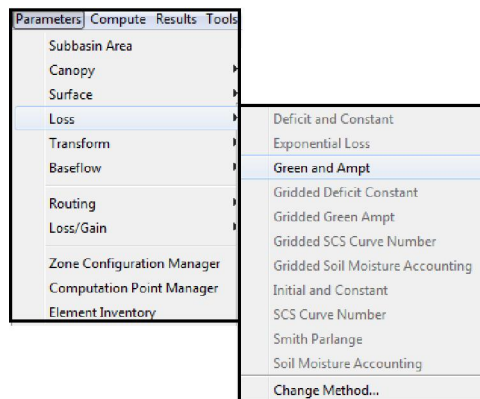 Parameters Compute Results Tools
Subbasin Area
Canopy
Surface
Loss
Transform
Baseflow
Routing
Loss/Gain
Zone Configuration Manager
Computation Point Manager
Element Inventory
Deficit and Constant
Exponential Loss
Green and Ampt
Gridded Deficit Constant
Gridded Green Ampt
Gridded SCS Curve Number
Gridded Soil Moisture Accounting
Initial and Constant
SCS Curve Number
Smith Parlange
Soil Moisture Accounting
Change Method...